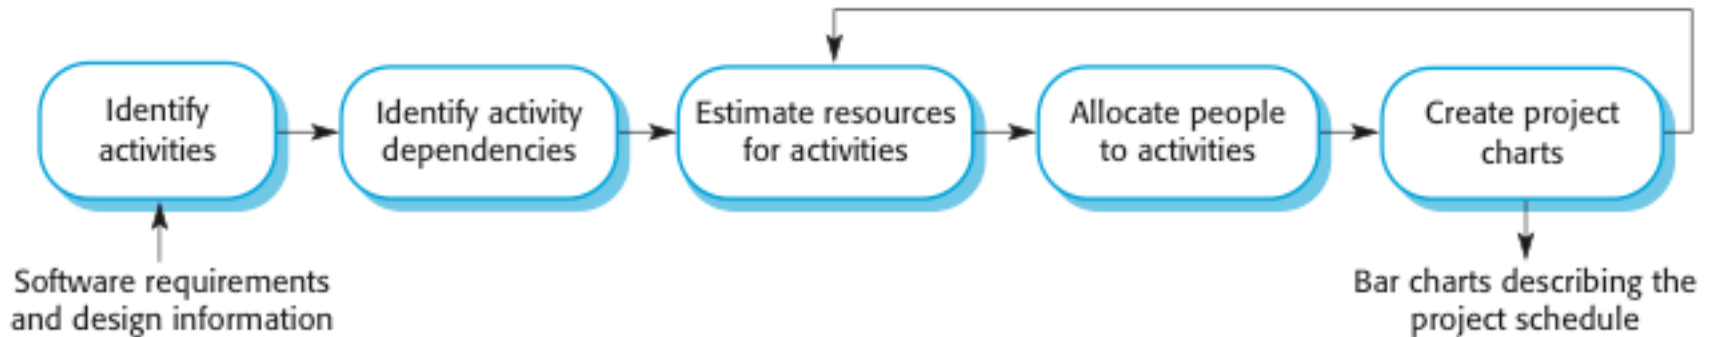 Identify
activities
Identify activity
dependencies
Estimate resources
for activities
Allocate people
to activities
Create project
charts
Software requirements
and design information
Bar charts describing the
project schedule